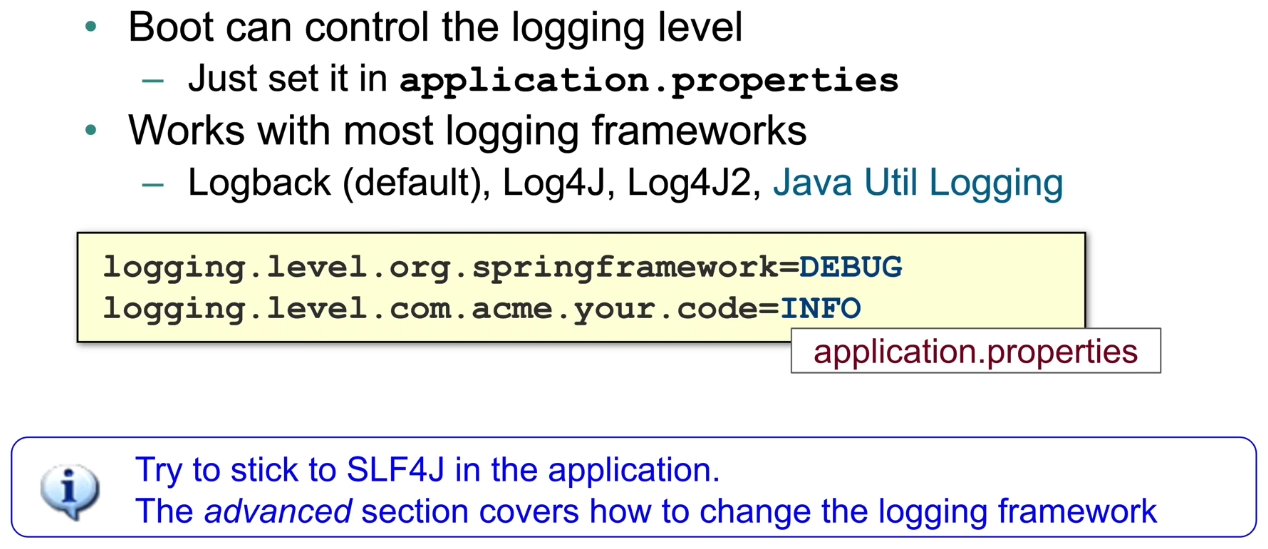 • Boot can control the logging level
– Just set it in application.properties
• Works with most logging frameworks
– Logback (default), Log4J, Log4J2, Java Util Logging
logging.level.org.springframework=DEBUG
logging.level.com.acme.your.code=INFO
application.properties
Try to stick to SLF4J in the application.
The advanced section covers how to change the logging framework